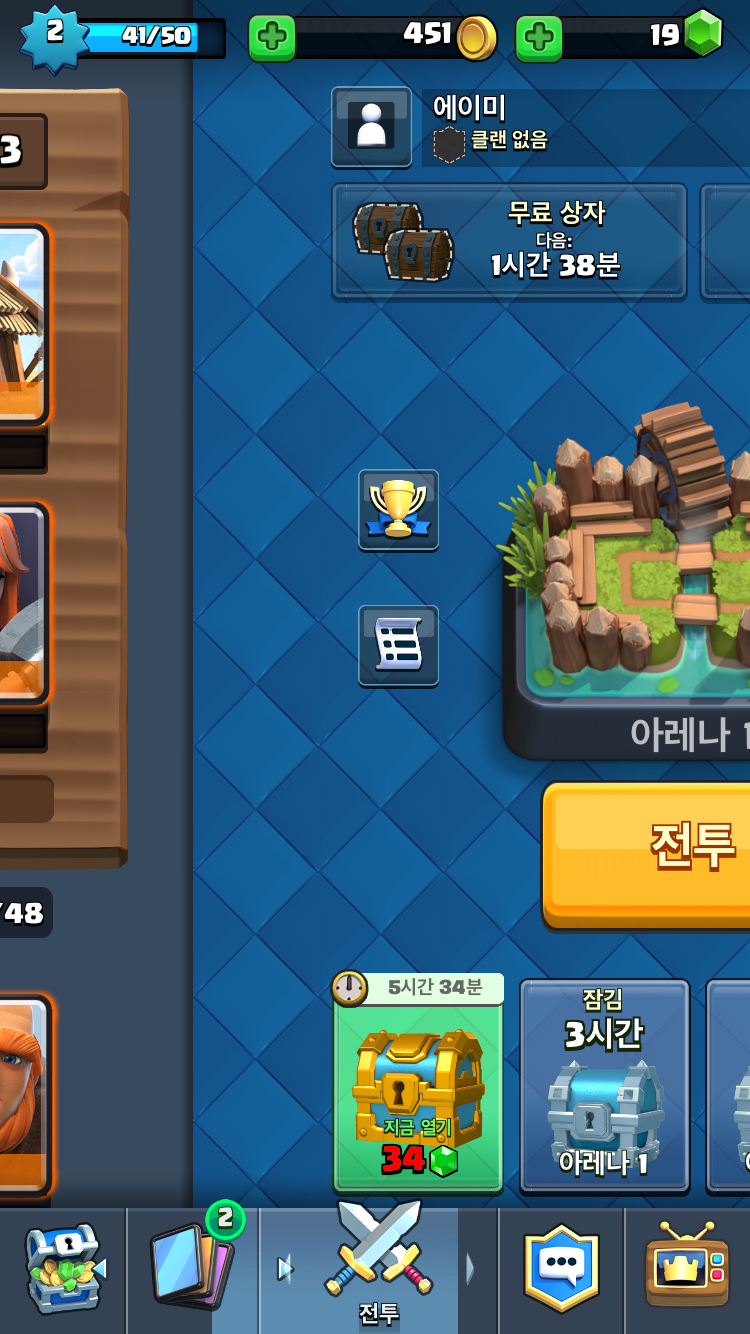 2
41/50
451
19
3
에이미
클랜 없음
무료 상자
다음:
1시간 38분
아레나 1
전투
/48
5시간 34분
지금 열기
34
잠김
3시간
아레나 1
2
전투